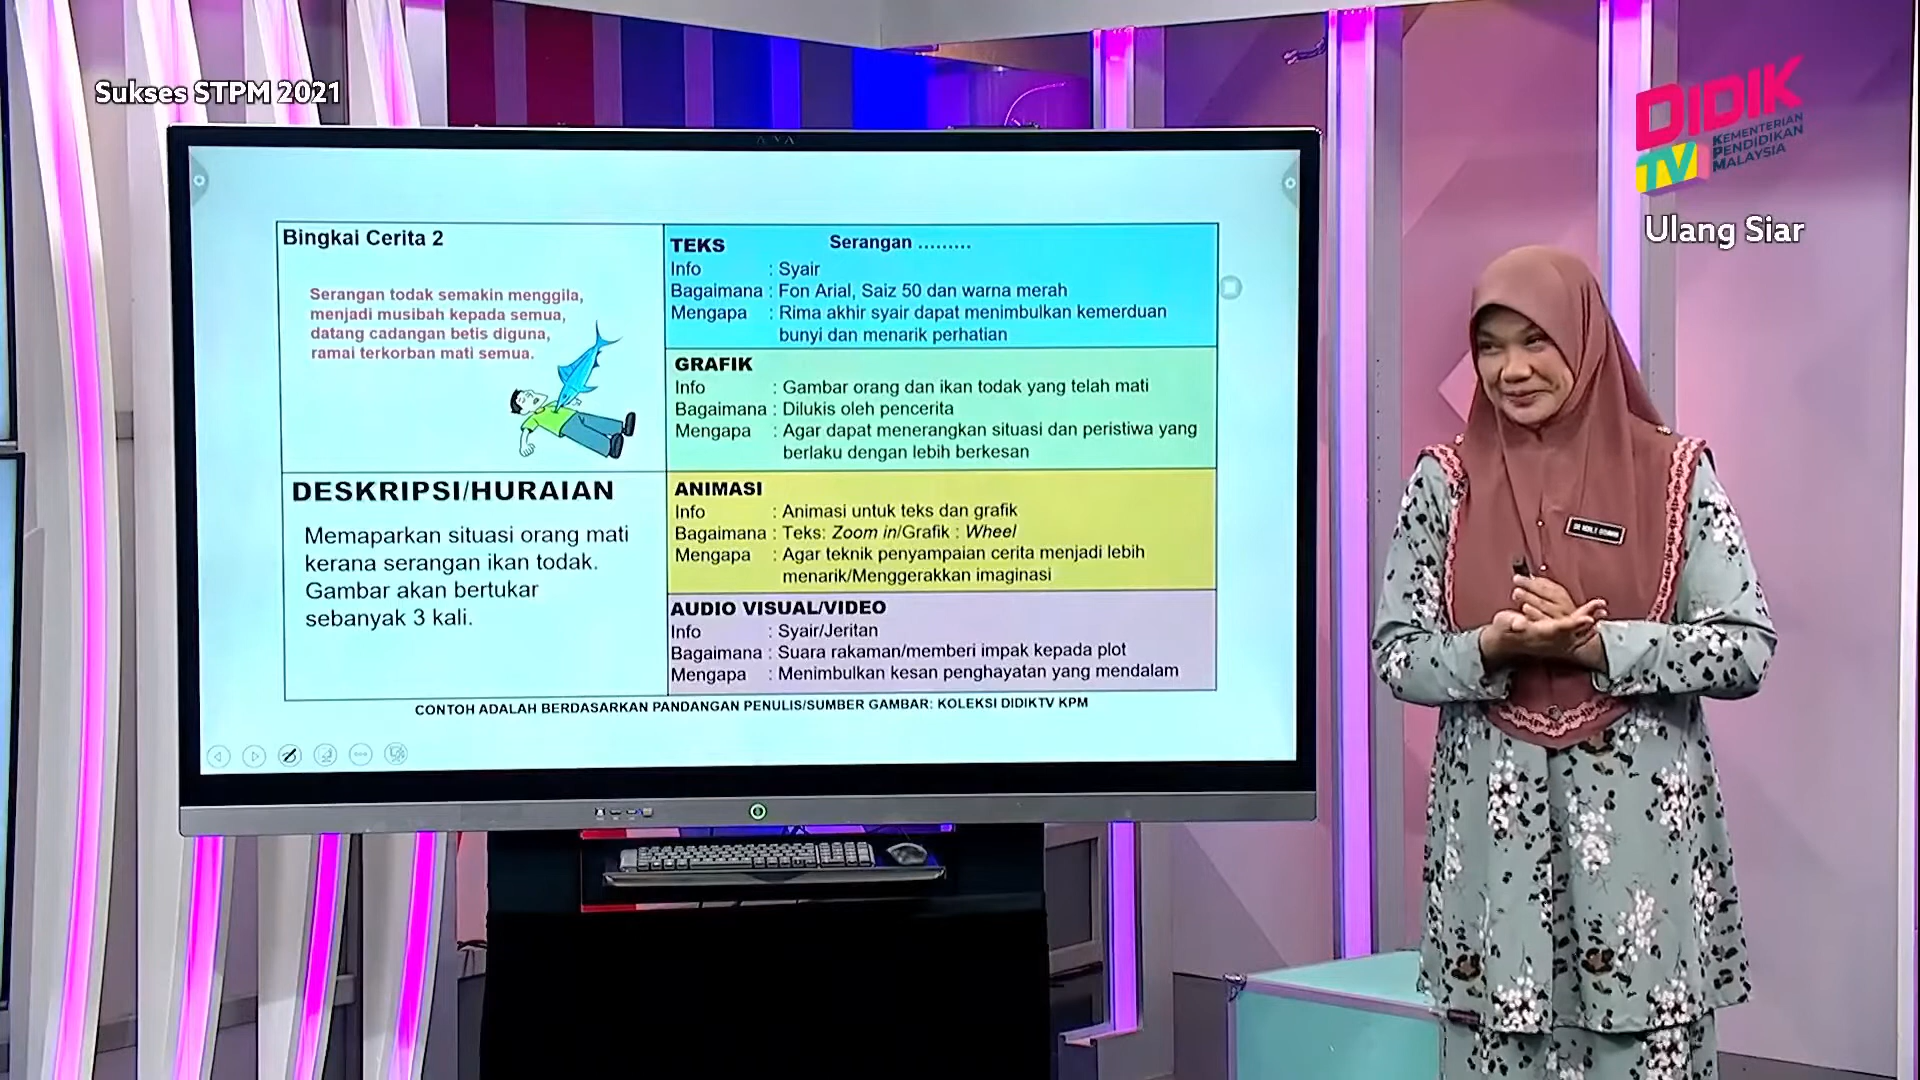 Sukses STPM 2021
DIDIK
TV
KEMENTERIAN
PENDIDIKAN
MALAYSIA
Ulang Siar
Bingkai Cerita 2
Serangan todak semakin menggila,
menjadi musibah kepada semua,
datang cadangan betis diguna,
ramai terkorban mati semua.
DESKRIPSI/HURAIAN
Memaparkan situasi orang mati
kerana serangan ikan todak.
Gambar akan bertukar
sebanyak 3 kali.
TEKS Serangan .........
Info : Syair
Bagaimana : Fon Arial, Saiz 50 dan warna merah
Mengapa : Rima akhir syair dapat menimbulkan kemerduan
bunyi dan menarik perhatian
GRAFIK
Info : Gambar orang dan ikan todak yang telah mati
Bagaimana : Dilukis oleh pencerita
Mengapa : Agar dapat menerangkan situasi dan peristiwa yang
berlaku dengan lebih berkesan
ANIMASI
Info : Animasi untuk teks dan grafik
Bagaimana : Teks: Zoom in/Grafik : Wheel
Mengapa : Agar teknik penyampaian cerita menjadi lebih
menarik/Menggerakkan imaginasi
AUDIO VISUAL/VIDEO
Info : Syair/Jeritan
Bagaimana : Suara rakaman/memberi impak kepada plot
Mengapa : Menimbulkan kesan penghayatan yang mendalam
CONTOH ADALAH BERDASARKAN PANDANGAN PENULIS/SUMBER GAMBAR: KOLEKSI DIDIKTV KPM